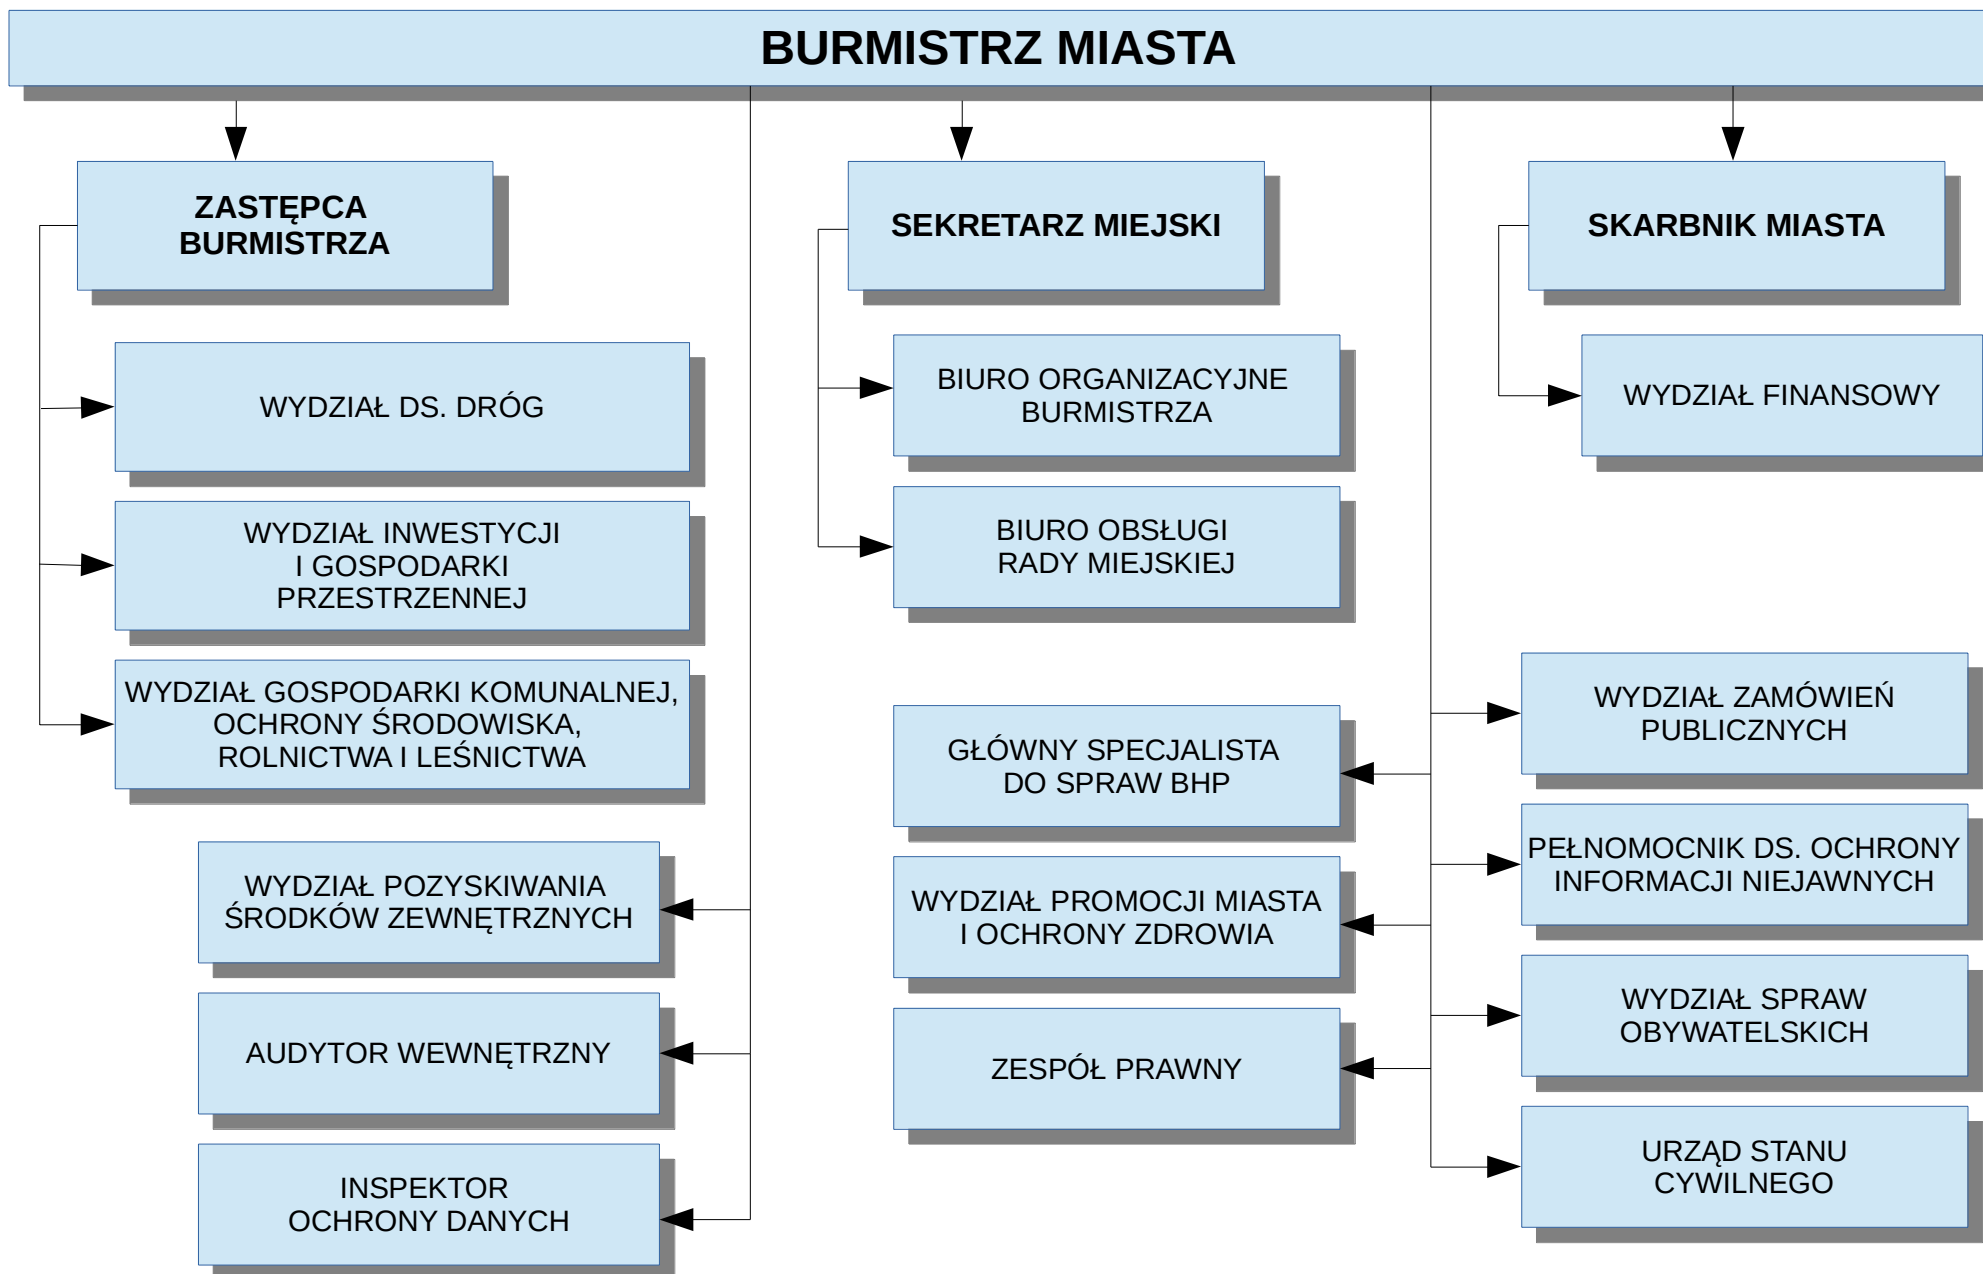 BURMISTRZ MIASTA
ZASTĘPCA
BURMISTRZA
SEKRETARZ MIEJSKI
SKARBNIK MIASTA
WYDZIAŁ DS. DRÓG
WYDZIAŁ INWESTYCJI
I GOSPODARKI
PRZESTRZENNEJ
WYDZIAŁ GOSPODARKI KOMUNALNEJ,
OCHRONY ŚRODOWISKA,
ROLNICTWA I LEŚNICTWA
BIURO ORGANIZACYJNE
BURMISTRZA
BIURO OBSŁUGI
RADY MIEJSKIEJ
WYDZIAŁ FINANSOWY
WYDZIAŁ POZYSKIWANIA
ŚRODKÓW ZEWNĘTRZNYCH
AUDYTOR WEWNĘTRZNY
INSPEKTOR
OCHRONY DANYCH
GŁÓWNY SPECJALISTA
DO SPRAW BHP
WYDZIAŁ PROMOCJI MIASTA
I OCHRONY ZDROWIA
ZESPÓŁ PRAWNY
WYDZIAŁ ZAMÓWIEŃ
PUBLICZNYCH
PEŁNOMOCNIK DS. OCHRONY
INFORMACJI NIEJAWNYCH
WYDZIAŁ SPRAW
OBYWATELSKICH
URZĄD STANU
CYWILNEGO